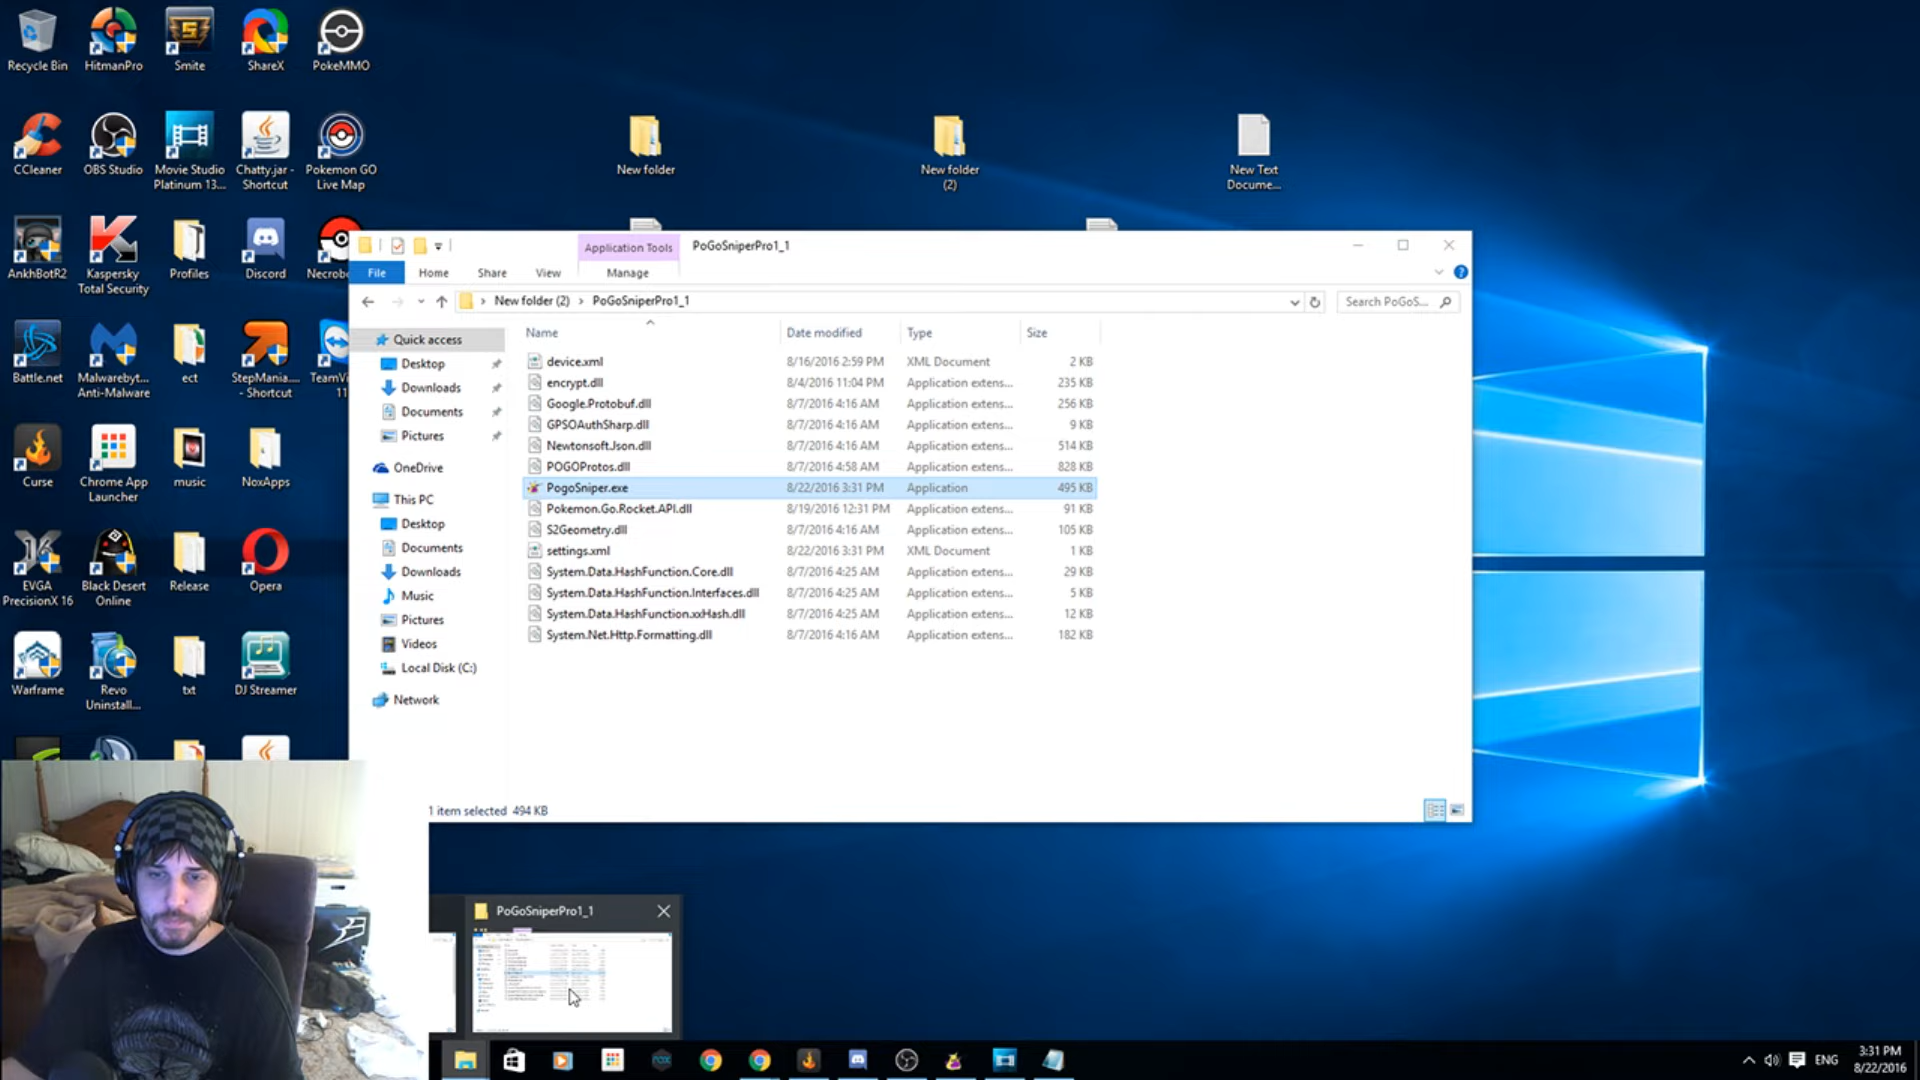 Recycle Bin
HitmanPro
Smite
ShareX
PokeMMO
CCleaner
OBS Studio
Movie Studio
Platinum 13...
Chatty.jar -
Shortcut
Pokemon GO
Live Map
New folder
New folder
(2)
New Text
Docume...
AnkhBotR2
Kaspersky
Total Security
Profiles
Discord
Necrob
Battle.net
Malwarebyt...
Anti-Malware
ect
StepMania....
- Shortcut
TeamVi
11
Curse
Chrome App
Launcher
music
NoxApps
EVGA
PrecisionX 16
Black Desert
Online
Release
Opera
Warframe
Revo
Uninstall...
txt
DJ Streamer
Application Tools
PoGoSniperPro1_1
File
Home
Share
View
Manage
New folder (2) > PoGoSniperPro1_1
Search PoGoS...
Quick access
Desktop
Downloads
Documents
Pictures
OneDrive
This PC
Desktop
Documents
Downloads
Music
Pictures
Videos
Local Disk (C:)
Network
Name Date modified Type Size
device.xml 8/16/2016 2:59 PM XML Document 2 KB
encrypt.dll 8/4/2016 11:04 PM Application extens... 235 KB
Google.Protobuf.dll 8/7/2016 4:16 AM Application extens... 256 KB
GPSOAuthSharp.dll 8/7/2016 4:16 AM Application extens... 9 KB
Newtonsoft.Json.dll 8/7/2016 4:16 AM Application extens... 514 KB
POGOProtos.dll 8/7/2016 4:58 AM Application extens... 828 KB
PogoSniper.exe 8/22/2016 3:31 PM Application 495 KB
Pokemon.Go.Rocket.API.dll 8/19/2016 12:31 PM Application extens... 91 KB
S2Geometry.dll 8/7/2016 4:16 AM Application extens... 105 KB
settings.xml 8/22/2016 3:31 PM XML Document 1 KB
System.Data.HashFunction.Core.dll 8/7/2016 4:25 AM Application extens... 29 KB
System.Data.HashFunction.Interfaces.dll 8/7/2016 4:25 AM Application extens... 5 KB
System.Data.HashFunction.xxHash.dll 8/7/2016 4:25 AM Application extens... 12 KB
System.Net.Http.Formatting.dll 8/7/2016 4:16 AM Application extens... 182 KB
1 item selected 494 KB
PoGoSniperPro1_1
nox
ENG
3:31 PM
8/22/2016